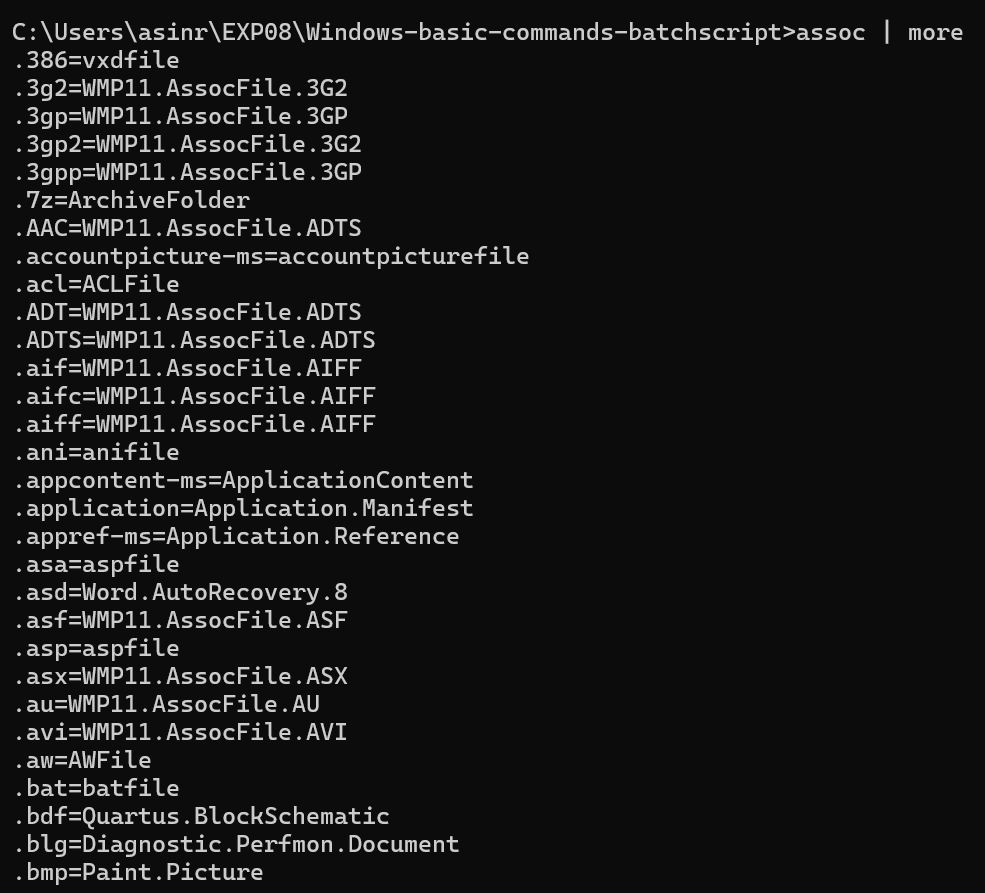 C:\Users\asinr\EXP08\Windows-basic-commands-batchscript>assoc | more
.386=vxdfile
.3g2=WMP11.AssocFile.3G2
.3gp=WMP11.AssocFile.3GP
.3gp2=WMP11.AssocFile.3G2
.3gpp=WMP11.AssocFile.3GP
.7z=ArchiveFolder
.AAC=WMP11.AssocFile.ADTS
.accountpicture-ms=accountpicturefile
.acl=ACLFile
.ADT=WMP11.AssocFile.ADTS
.ADTS=WMP11.AssocFile.ADTS
.aif=WMP11.AssocFile.AIFF
.aifc=WMP11.AssocFile.AIFF
.aiff=WMP11.AssocFile.AIFF
.ani=anifile
.appcontent-ms=ApplicationContent
.application=Application.Manifest
.appref-ms=Application.Reference
.asa=aspfile
.asd=Word.AutoRecovery.8
.asf=WMP11.AssocFile.ASF
.asp=aspfile
.asx=WMP11.AssocFile.ASX
.au=WMP11.AssocFile.AU
.avi=WMP11.AssocFile.AVI
.aw=AWFile
.bat=batfile
.bdf=Quartus.BlockSchematic
.blg=Diagnostic.Perfmon.Document
.bmp=Paint.Picture